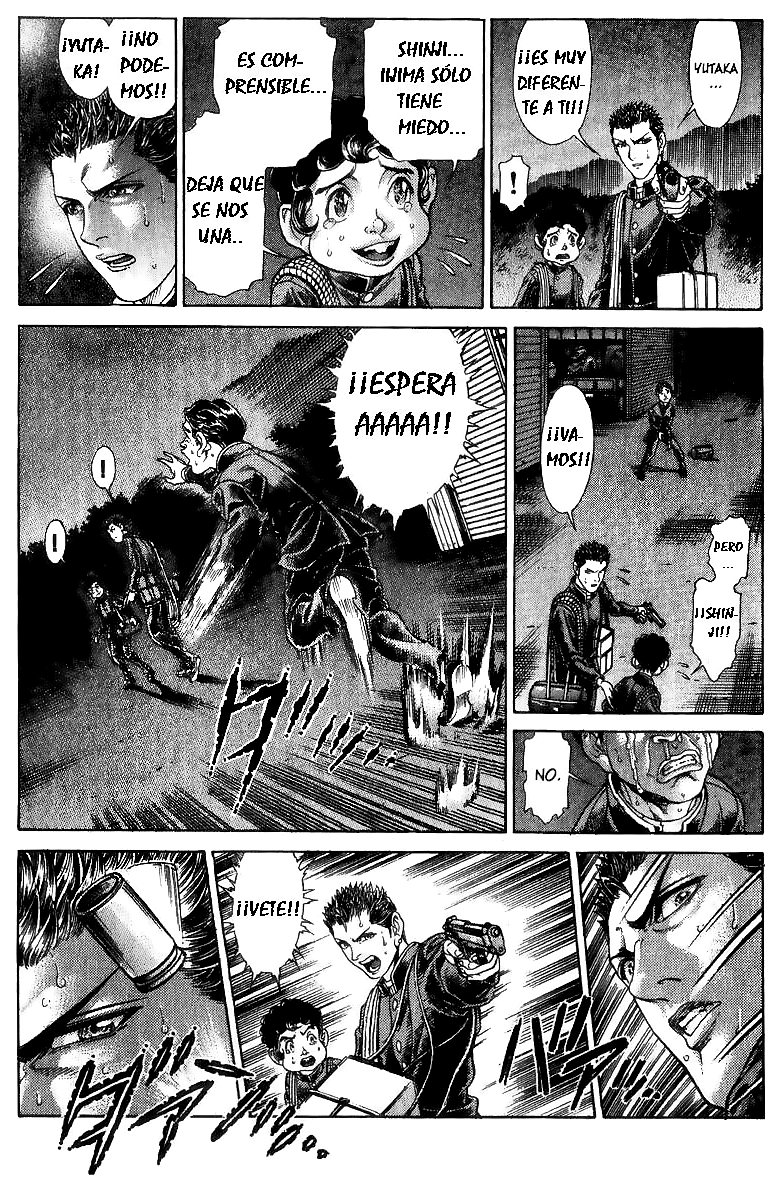 YUTAKA
...
¡¡ES MUY
DIFEREN-
TE A TI!!
!
SHINJI...
IJIMA SÓLO
TIENE
MIEDO...
ES COM-
PRENSIBLE...
DEJA QUE
SE NOS
UNA..
¡¡NO
PODE-
MOS!!
¡YUTA-
KA!
¡¡VA-
MOS!!
PERO
...
¡¡SHIN-
JI!!
NO.
¡¡ESPERA
AAAAA!!
!
!
¡¡VETE!!